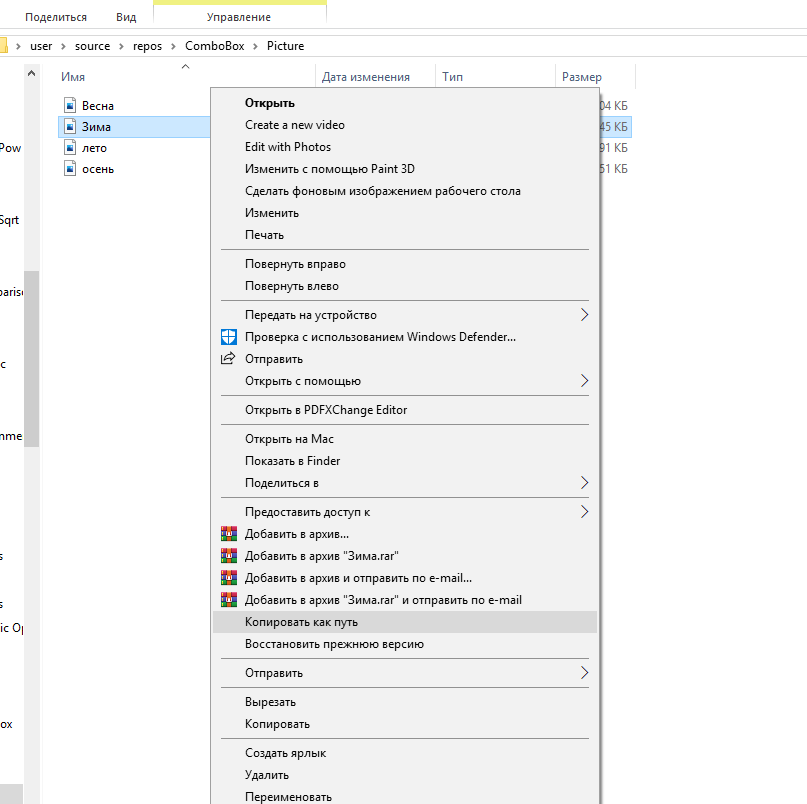 Поделиться Вид Управление
user source repos ComboBox Picture
Имя Дата изменения Тип Размер
Весна 04 КБ
Зима 45 КБ
лето 91 КБ
осень 51 КБ
Pow
Sqrt
paris
c
nme
s
s
ic Op
ox
Открыть
Create a new video
Edit with Photos
Изменить с помощью Paint 3D
Сделать фоновым изображением рабочего стола
Изменить
Печать
Повернуть вправо
Повернуть влево
Передать на устройство
Проверка с использованием Windows Defender...
Отправить
Открыть с помощью
Открыть в PDFXChange Editor
Открыть на Mac
Показать в Finder
Поделиться в
Предоставить доступ к
Добавить в архив...
Добавить в архив "Зима.rar"
Добавить в архив и отправить по e-mail...
Добавить в архив "Зима.rar" и отправить по e-mail
Копировать как путь
Восстановить прежнюю версию
Отправить
Вырезать
Копировать
Создать ярлык
Удалить
Переименовать